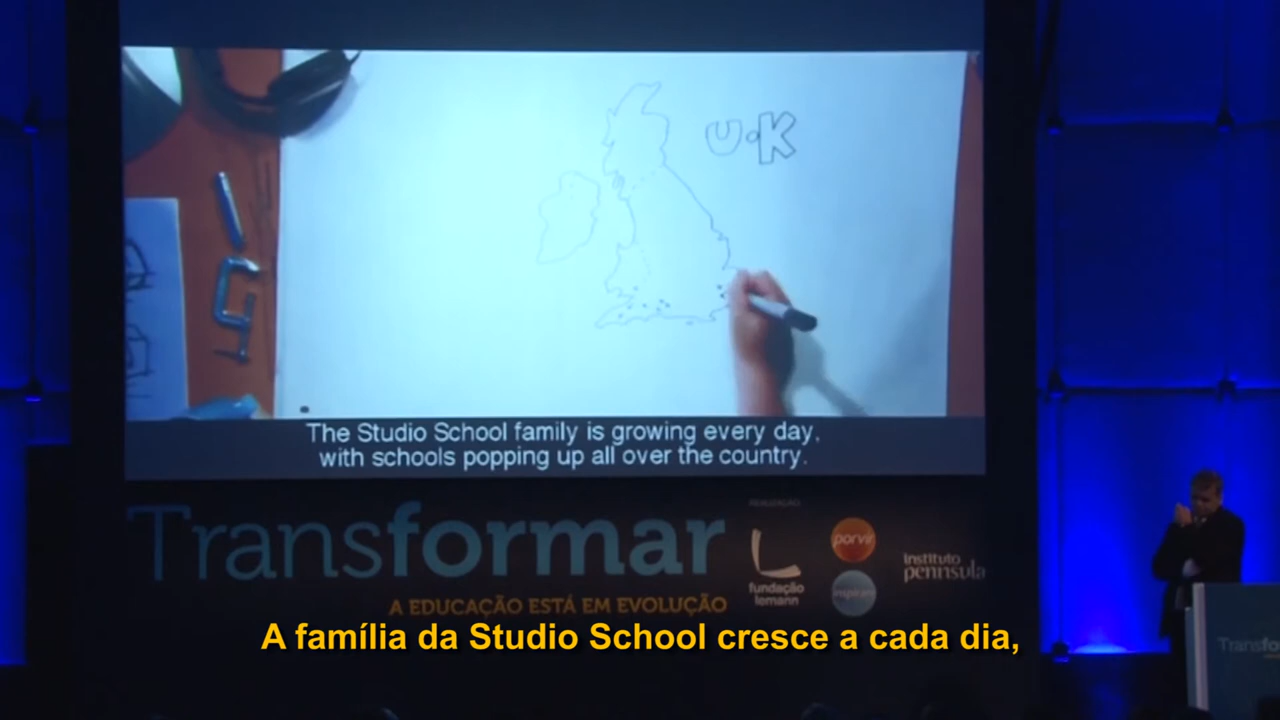 U.K
The Studio School family is growing every day,
with schools popping up all over the country.
Transformar
A EDUCAÇÃO ESTÁ EM EVOLUÇÃO
REALIZAÇÃO
fundação
lemann
porvir
inspirare
instituto
península
A família da Studio School cresce a cada dia,